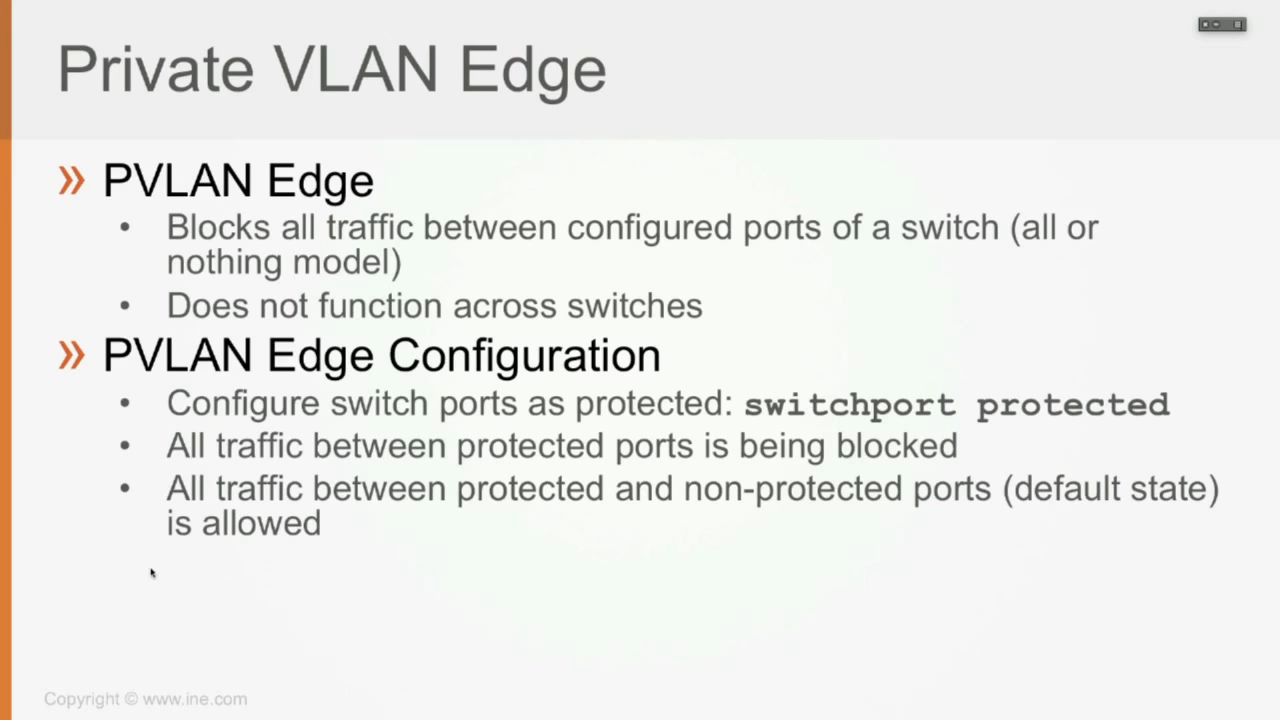 Private VLAN Edge
» PVLAN Edge
• Blocks all traffic between configured ports of a switch (all or
nothing model)
• Does not function across switches
» PVLAN Edge Configuration
• Configure switch ports as protected: switchport protected
• All traffic between protected ports is being blocked
• All traffic between protected and non-protected ports (default state)
is allowed
Copyright © www.ine.com